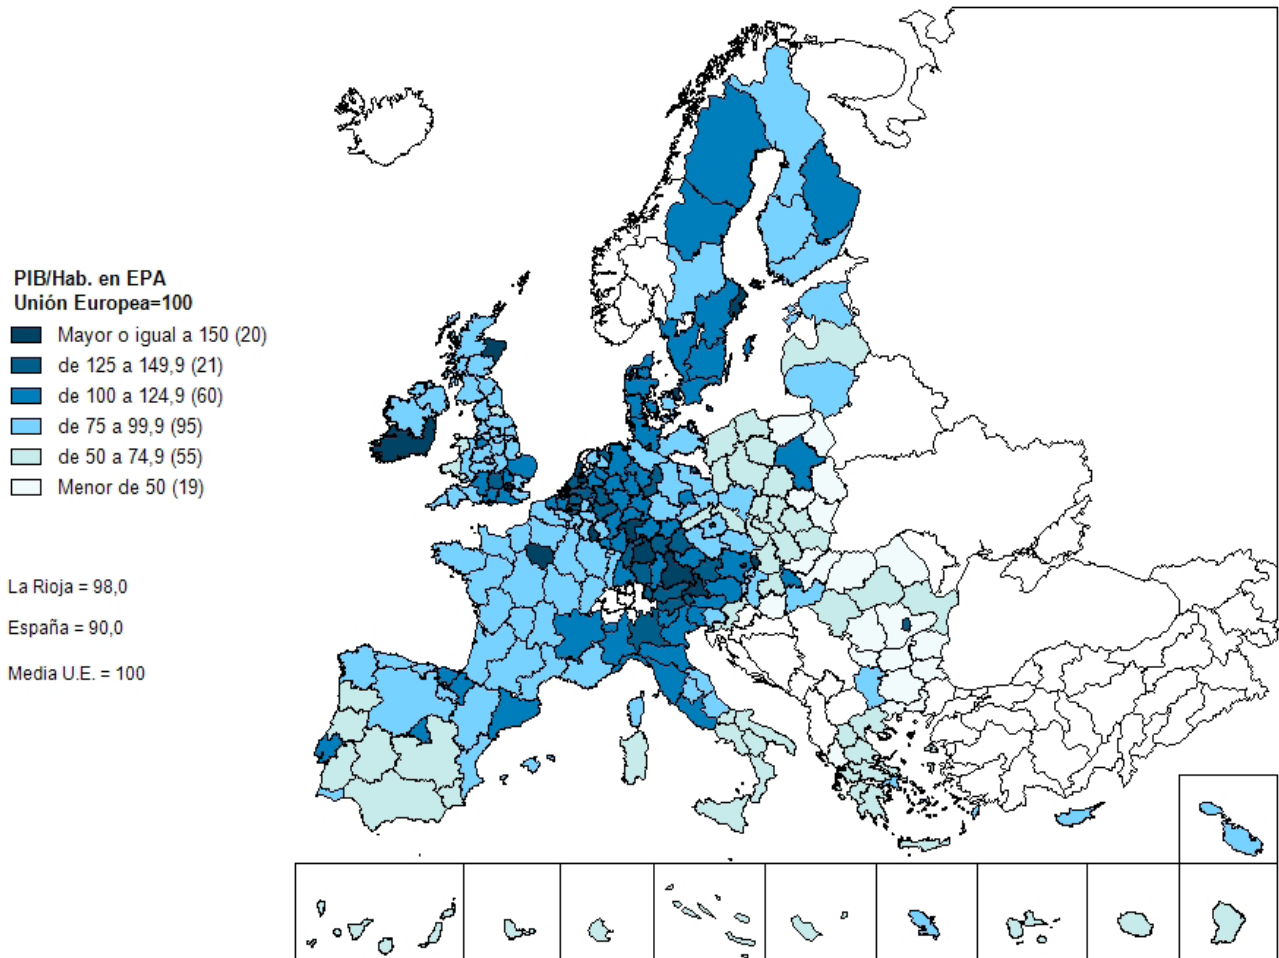 PIB/Hab. en EPA
Unión Europea=100
Mayor o igual a 150 (20)
de 125 a 149,9 (21)
de 100 a 124,9 (60)
de 75 a 99,9 (95)
de 50 a 74,9 (55)
Menor de 50 (19)
La Rioja = 98,0
España = 90,0
Media U.E. = 100